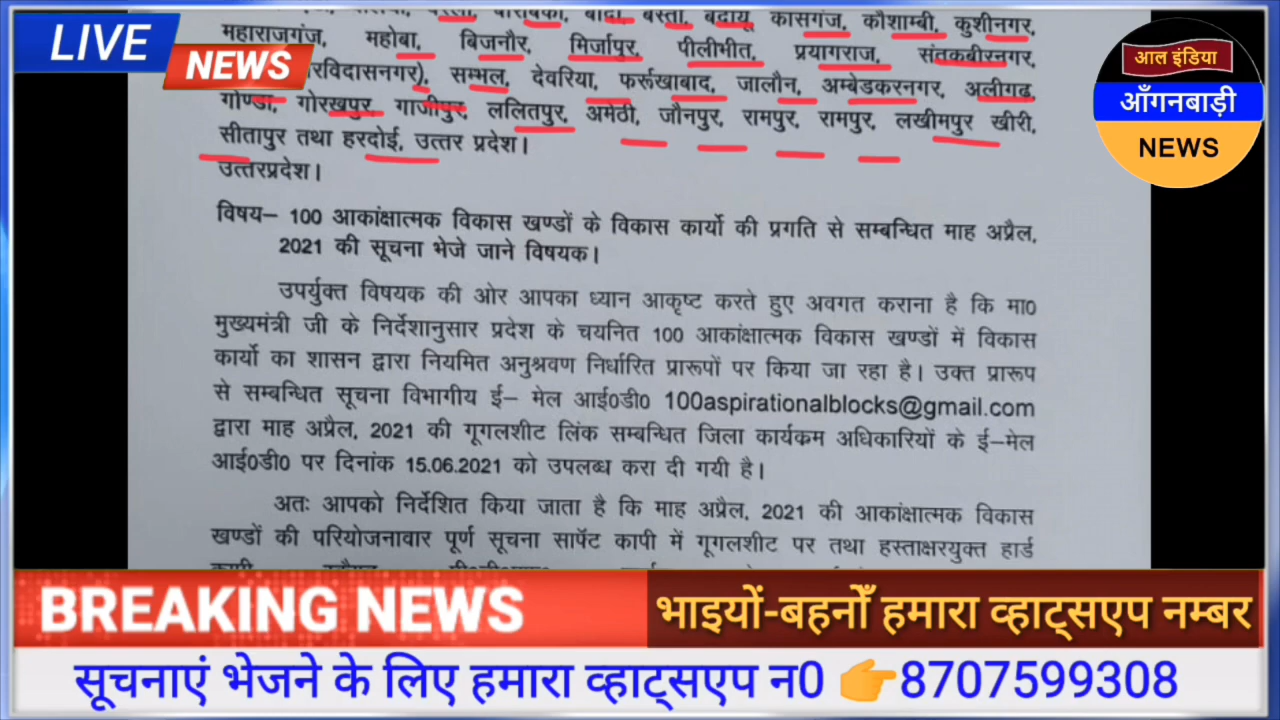 LIVE
NEWS
आल इंडिया
आँगनबाड़ी
NEWS
बाराबंकी, बांदा, बस्ती, बदायू कासगंज, कौशाम्बी, कुशीनगर,
महाराजगंज, महोबा, बिजनौर, मिर्जापुर, पीलीभीत, प्रयागराज, संतकबीरनगर,
सम्भल, देवरिया, फर्रूखाबाद, जालौन, अम्बेडकरनगर, अलीगढ,
गोण्डा, गोरखपुर, गाजीपुर, ललितपुर, अमेठी, जौनपुर, रामपुर, रामपुर, लखीमपुर खीरी,
सीतापुर तथा हरदोई, उत्तर प्रदेश।
उत्तरप्रदेश।
विषय– 100 आकांक्षात्मक विकास खण्डों के विकास कार्यो की प्रगति से सम्बन्धित माह अप्रैल,
2021 की सूचना भेजे जाने विषयक।
उपर्युक्त विषयक की ओर आपका ध्यान आकृष्ट करते हुए अवगत कराना है कि मा0
मुख्यमंत्री जी के निर्देशानुसार प्रदेश के चयनित 100 आकांक्षात्मक विकास खण्डों में विकास
कार्यो का शासन द्वारा नियमित अनुश्रवण निर्धारित प्रारूपों पर किया जा रहा है। उक्त प्रारूप
से सम्बन्धित सूचना विभागीय ई– मेल आई0डी0 100aspirationalblocks@gmail.com
द्वारा माह अप्रैल, 2021 की गूगलशीट लिंक सम्बन्धित जिला कार्यक्रम अधिकारियों के ई–मेल
आई0डी0 पर दिनांक 15.06.2021 को उपलब्ध करा दी गयी है।
अतः आपको निर्देशित किया जाता है कि माह अप्रैल, 2021 की आकांक्षात्मक विकास
खण्डों की परियोजनावार पूर्ण सूचना सापॅट कापी में गूगलशीट पर तथा हस्ताक्षरयुक्त हार्ड
BREAKING NEWS
भाइयों-बहनोँ हमारा व्हाट्सएप नम्बर
सूचनाएं भेजने के लिए हमारा व्हाट्सएप न0 👉8707599308